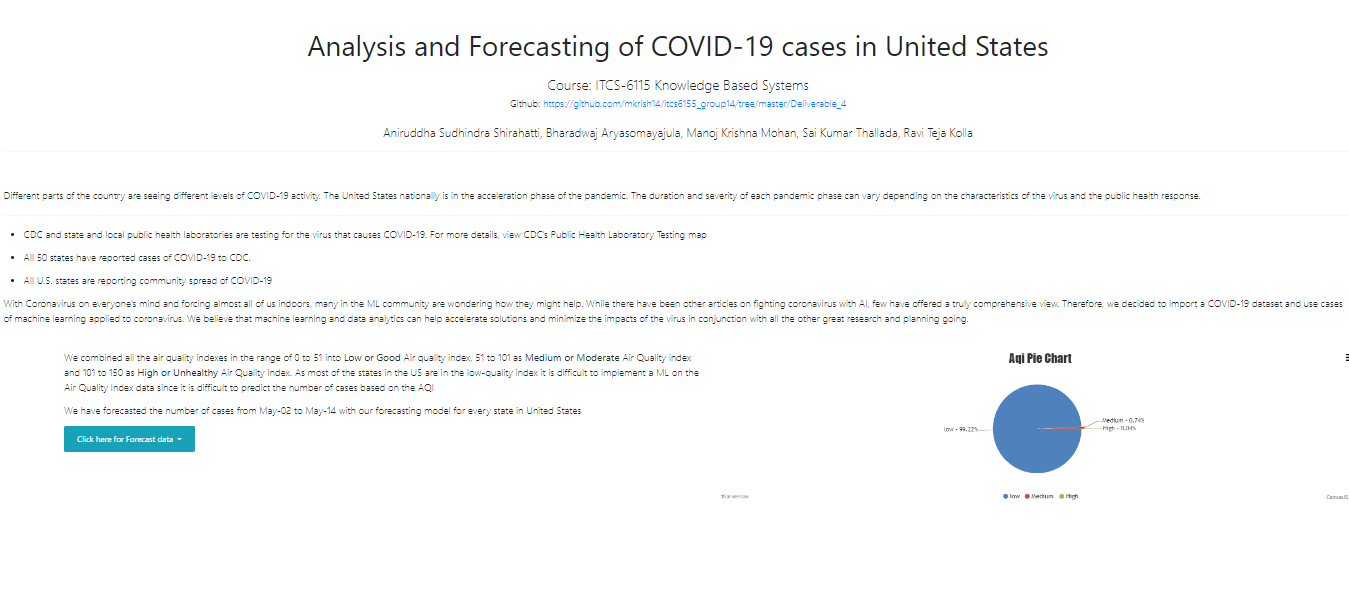 Analysis and Forecasting of COVID-19 cases in United States
Course: ITCS-6115 Knowledge Based Systems
Github: https://github.com/mkrish14/itcs6155_group14/tree/master/Deliverable_4
Aniruddha Sudhindra Shirahatti, Bharadwaj Aryasomayajula, Manoj Krishna Mohan, Sai Kumar Thallada, Ravi Teja Kolla
Different parts of the country are seeing different levels of COVID-19 activity. The United States nationally is in the acceleration phase of the pandemic. The duration and severity of each pandemic phase can vary depending on the characteristics of the virus and the public health response.
• CDC and state and local public health laboratories are testing for the virus that causes COVID-19. For more details, view CDC's Public Health Laboratory Testing map
• All 50 states have reported cases of COVID-19 to CDC.
• All U.S. states are reporting community spread of COVID-19
With Coronavirus on everyone's mind and forcing almost all of us indoors, many in the ML community are wondering how they might help. While there have been other articles on fighting coronavirus with AI, few have offered a truly comprehensive view. Therefore, we decided to import a COVID-19 dataset and use cases
of machine learning applied to coronavirus. We believe that machine learning and data analytics can help accelerate solutions and minimize the impacts of the virus in conjunction with all the other great research and planning going.
We combined all the air quality indexes in the range of 0 to 51 into Low or Good Air quality index, 51 to 101 as Medium or Moderate Air Quality index
and 101 to 150 as High or Unhealthy Air Quality Index. As most of the states in the US are in the low-quality index it is difficult to implement a ML on the
Air Quality Index data since it is difficult to predict the number of cases based on the AQI
We have forecasted the number of cases from May-02 to May-14 with our forecasting model for every state in United States
Click here for Forecast data
Aqi Pie Chart
low - 99.22%
Medium - 0.74%
High - 0.04%
low Medium High
Trial Version
CanvasJS